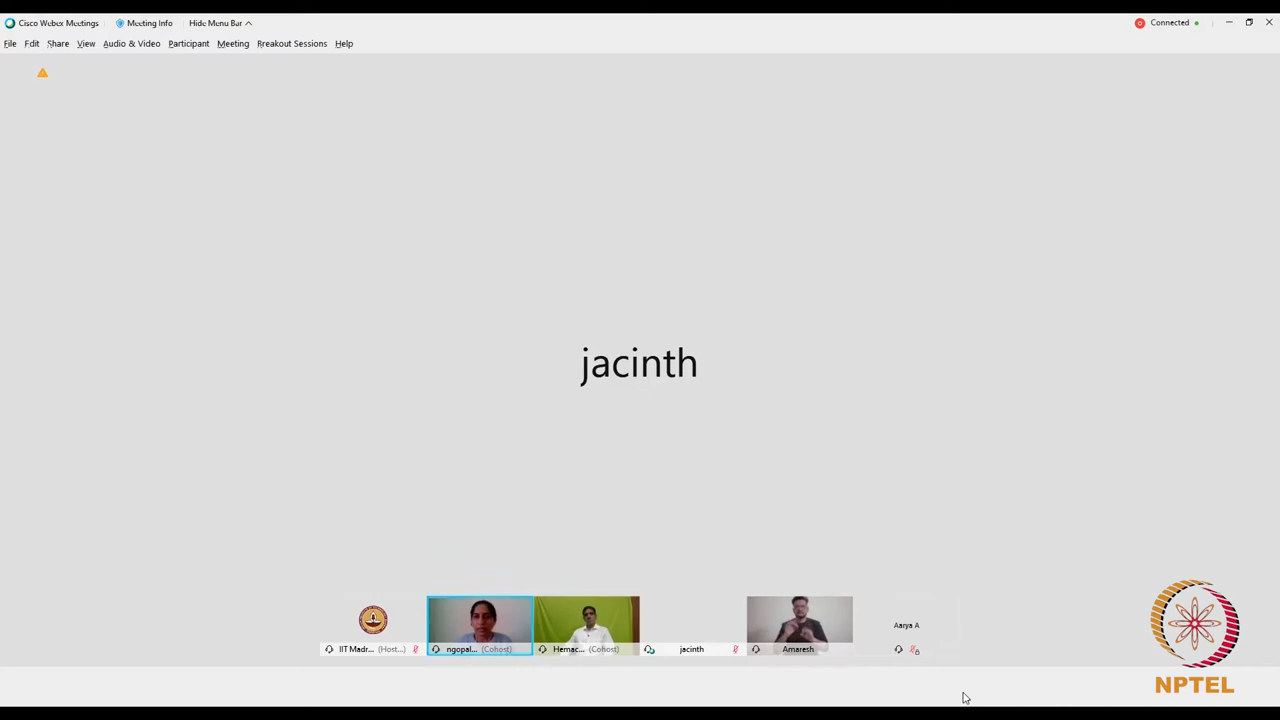 Cisco Webex Meetings
Meeting Info
Hide Menu Bar
Connected
File Edit Share View Audio & Video Participant Meeting Breakout Sessions Help
jacinth
Aarya A
IIT Madr... (Host...)
ngopal... (Cohost)
Hemac... (Cohost)
jacinth
Amaresh
NPTEL